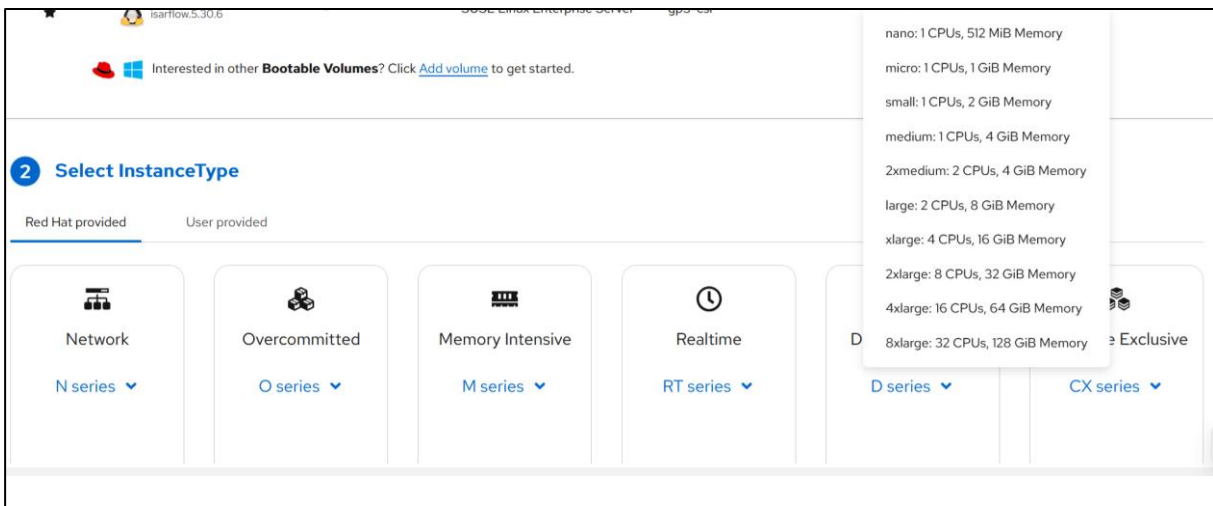 isarflow.5.30.6
SUSE Linux Enterprise Server
gp3-csi
Interested in other Bootable Volumes? Click Add volume to get started.
nano: 1 CPUs, 512 MiB Memory
micro: 1 CPUs, 1 GiB Memory
small: 1 CPUs, 2 GiB Memory
medium: 1 CPUs, 4 GiB Memory
2xmedium: 2 CPUs, 4 GiB Memory
large: 2 CPUs, 8 GiB Memory
xlarge: 4 CPUs, 16 GiB Memory
2xlarge: 8 CPUs, 32 GiB Memory
4xlarge: 16 CPUs, 64 GiB Memory
8xlarge: 32 CPUs, 128 GiB Memory
2 Select InstanceType
Red Hat provided
User provided
Network
N series
Overcommitted
O series
Memory Intensive
M series
Realtime
RT series
D
D series
e Exclusive
CX series